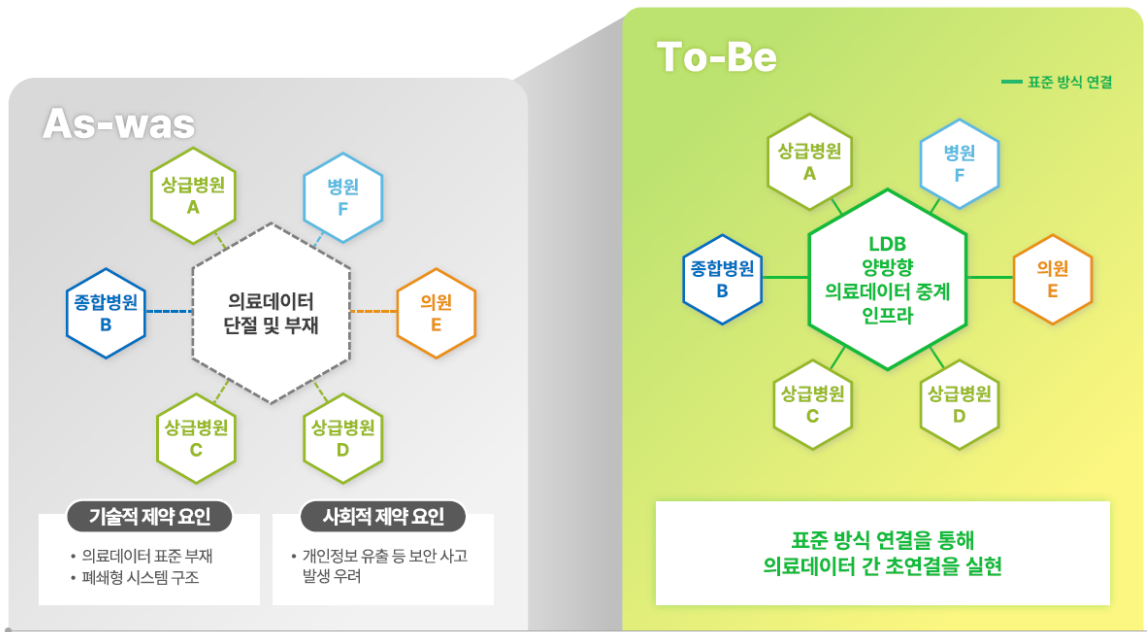 As-was
상급병원
A
병원
F
종합병원
B
의료데이터
단절 및 부재
의원
E
상급병원
C
상급병원
D
기술적 제약 요인
• 의료데이터 표준 부재
• 폐쇄형 시스템 구조
사회적 제약 요인
• 개인정보 유출 등 보안 사고
발생 우려
To-Be
표준 방식 연결
상급병원
A
병원
F
종합병원
B
LDB
양방향
의료데이터 중계
인프라
의원
E
상급병원
C
상급병원
D
표준 방식 연결을 통해
의료데이터 간 초연결을 실현